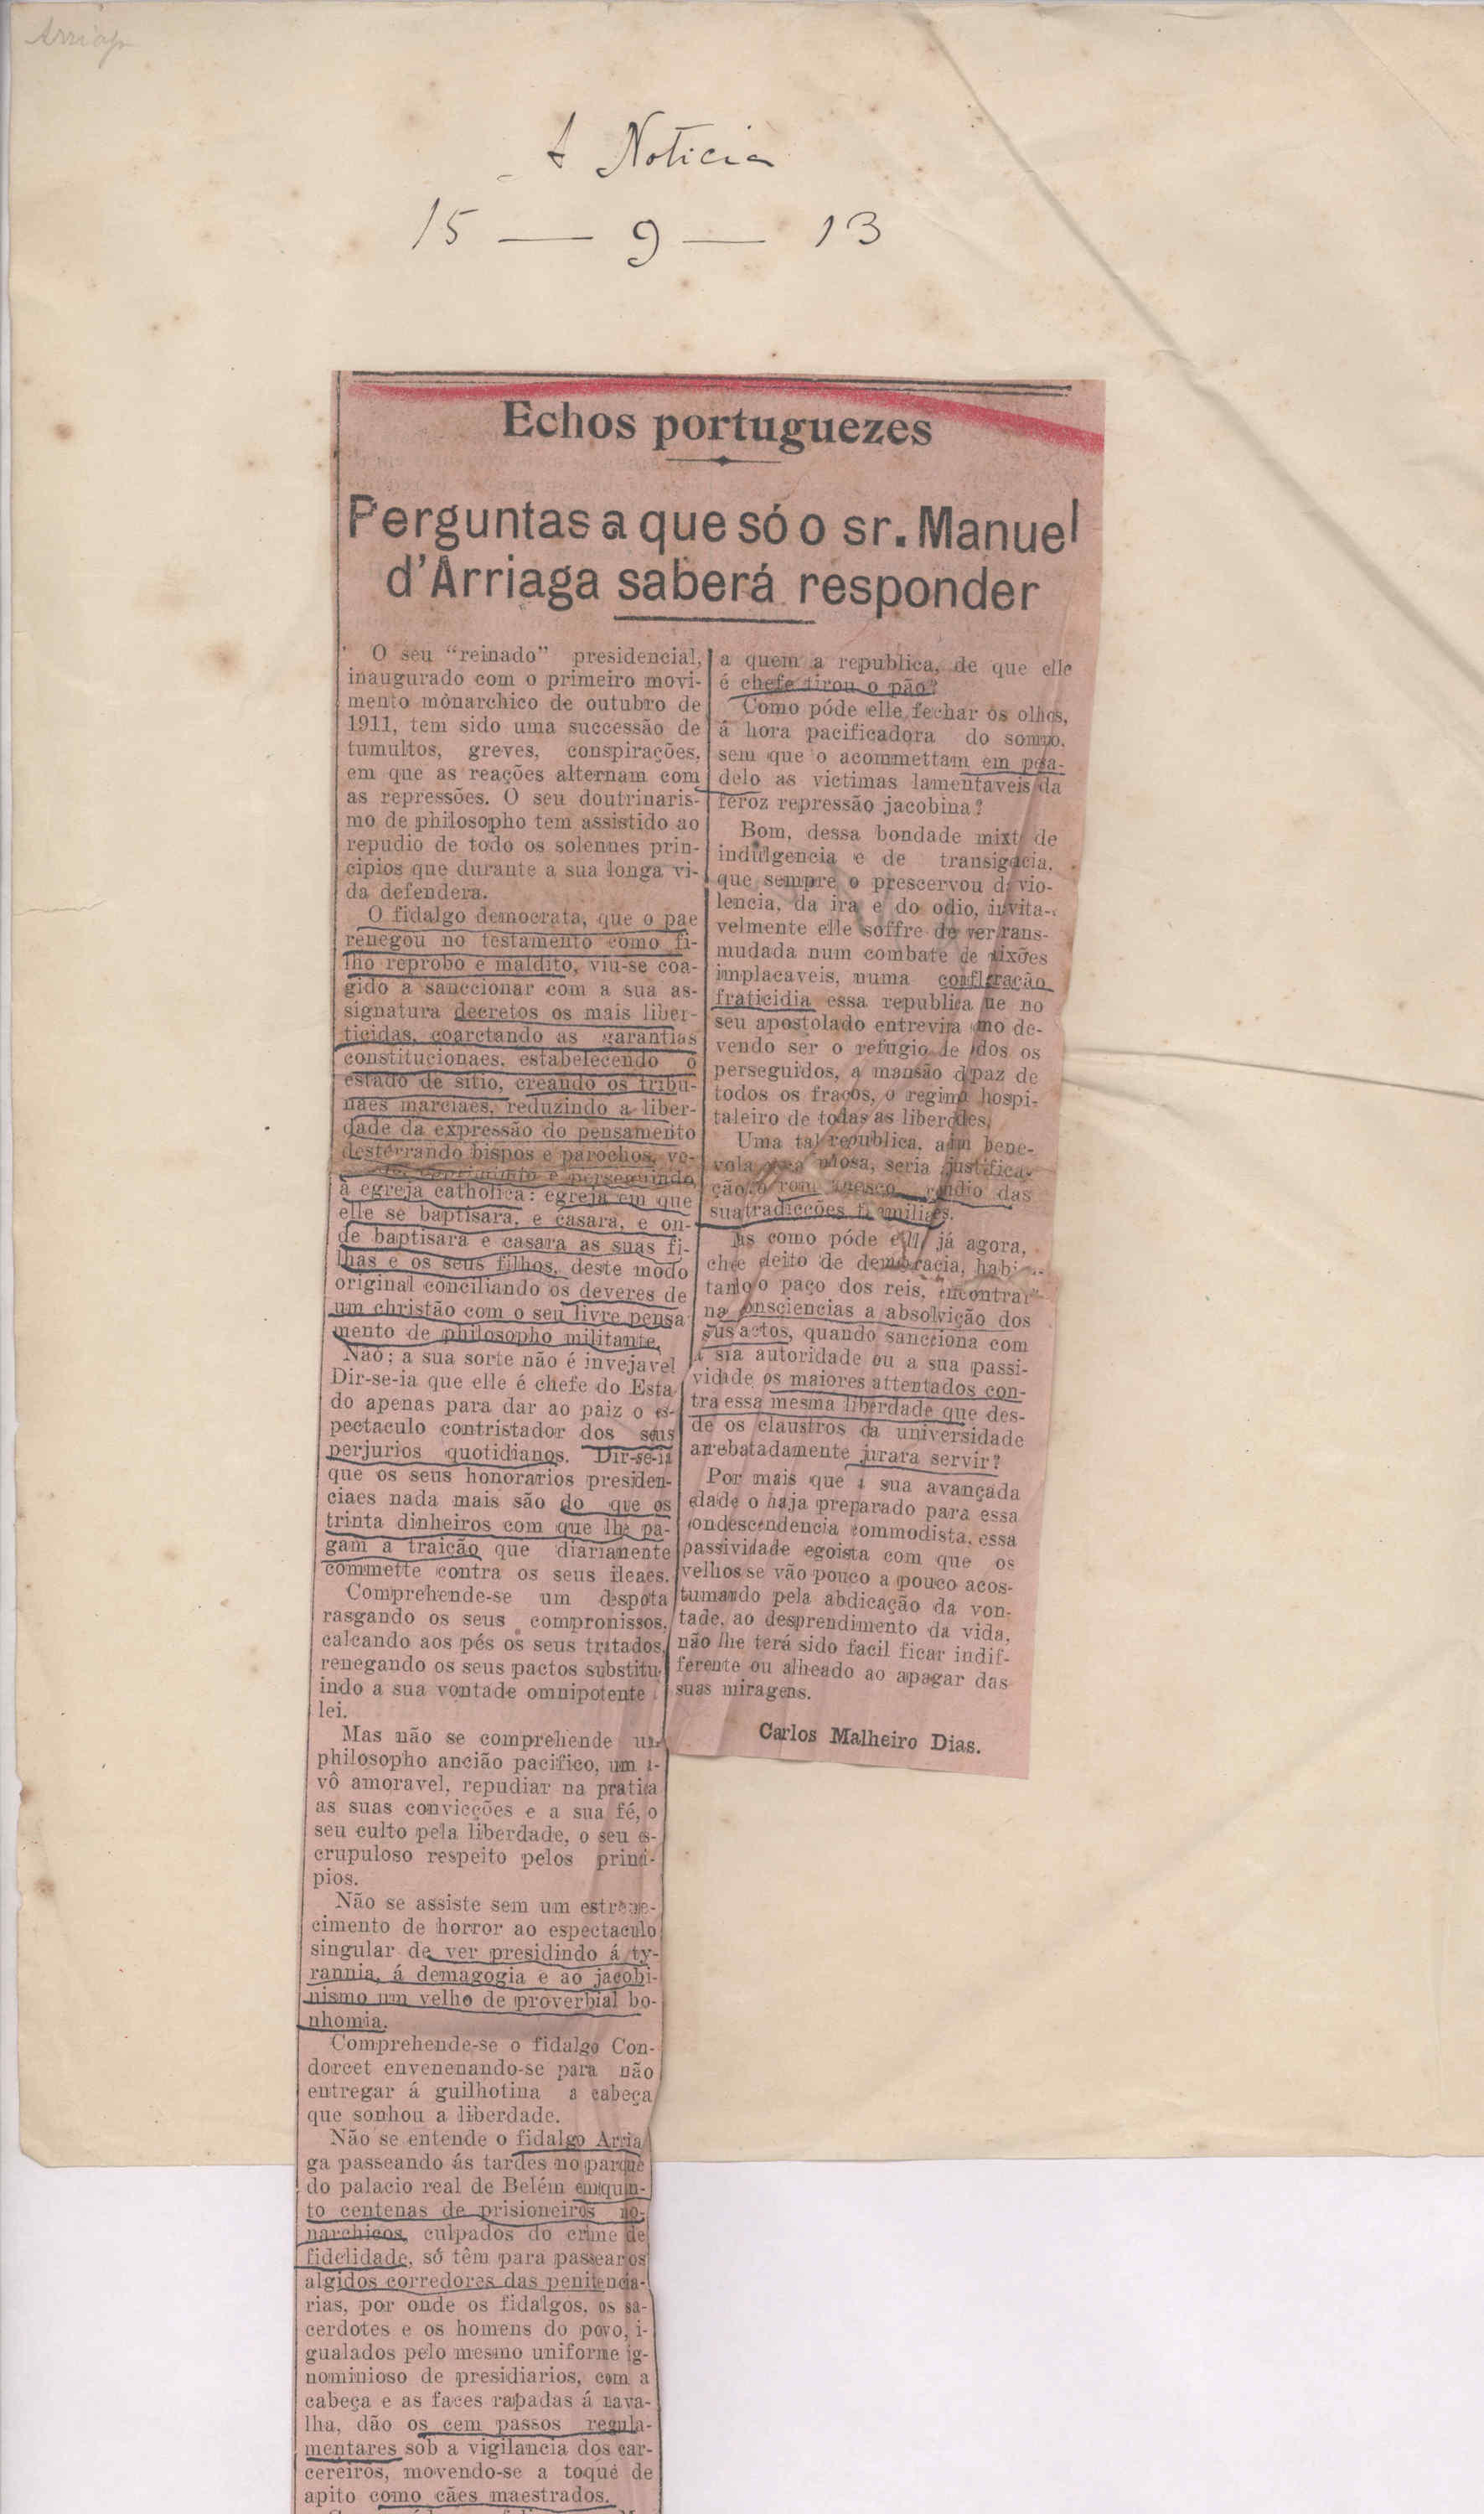 Arriaga
A Noticia
15 — 9 — 13
Echos portuguezes
Perguntas a que só o sr. Manuel
d'Arriaga saberá responder
O seu "reinado" presidencial,
inaugurado com o primeiro movi-
mento mònarchico de outubro de
1911, tem sido uma successão de
tumultos, greves, conspirações,
em que as reações alternam com
as repressões. O seu doutrinaris-
mo de philosopho tem assistido ao
repudio de todo os solennes prin-
cipios que durante a sua longa vi-
da defendera.
O fidalgo democrata, que o pae
renegou no testamento como fi-
lho reprobo e maldito, viu-se coa-
gido a sanccionar com a sua as-
signatura decretos os mais liber-
ticidas, coarctando as garantias
constitucionaes, estabelecendo o
estado de sitio, creando os tribu-
naes marciaes, reduzindo a liber-
dade da expressão do pensamento
desterrando bispos e parochos, ve-
e perseguindo
a egreja catholica: egreja em que
elle se baptisara, e casara, e on-
de baptisara e casara as suas fi-
lhas e os seus filhos, deste modo
original conciliando os deveres de
um christão com o seu livre pensa
mento de philosopho militante.
Não; a sua sorte não é invejavel
Dir-se-ia que elle é chefe do Esta
do apenas para dar ao paiz o es-
pectaculo contristador dos seus
perjurios quotidianos. Dir-se-ia
que os seus honorarios presiden-
ciaes nada mais são do que os
trinta dinheiros com que lhe pa-
gam a traição que diariamente
commette contra os seus ideaes.
Comprehende-se um despota
rasgando os seus compromissos,
calcando aos pés os seus tratados,
renegando os seus pactos substitu
indo a sua vontade omnipotente
lei.
Mas não se comprehende um
philosopho ancião pacifico, um a-
vô amoravel, repudiar na pratica
as suas convicções e a sua fé, o
seu culto pela liberdade, o seu es-
crupuloso respeito pelos princi-
pios.
Não se assiste sem um estreme-
cimento de horror ao espectaculo
singular de ver presidindo á ty-
rannia, á demagogia e ao jacobi-
nismo um velho de proverbial bo-
nhomia.
Comprehende-se o fidalgo Con-
dorcet envenenando-se para não
entregar á guilhotina a cabeça
que sonhou a liberdade.
Não se entende o fidalgo Arria
ga passeando ás tardes no parque
do palacio real de Belém emquan-
to centenas de prisioneiros mo-
narchicos, culpados do crime de
fidelidade, só têm para passear os
algidos corredores das penitencia-
rias, por onde os fidalgos, os sa-
cerdotes e os homens do povo, i-
gualados pelo mesmo uniforme ig-
nominioso de presidiarios, com a
cabeça e as faces rapadas á nava-
lha, dão os cem passos regula-
mentares sob a vigilancia dos car-
cereiros, movendo-se a toque de
apito como cães maestrados.
a quem a republica, de que elle
é chefe tirou o pão?
Como póde elle fechar os olhos,
á hora pacificadora do somno,
sem que o acommettam em pesa-
delo as victimas lamentaveis da
feroz repressão jacobina?
Bom, dessa bondade mixta de
indulgencia e de transigencia,
que sempre o prescervou da vio-
lencia, da ira e do odio, inevita-
velmente elle soffre de ver trans-
mudada num combate de paixões
implacaveis, numa conflagração
fraticidia essa republica que no
seu apostolado entrevira como de-
vendo ser o refugio de todos os
perseguidos, a mansão da paz de
todos os fracos, o regimen hospi-
taleiro de todas as liberdades.
Uma tal republica, assim bene-
vola seria justifica-
ção das
suas tradicções familiares.
Mas como póde elle já agora,
chefe eleito de democracia, habi-
tando o paço dos reis, encontrar
na consciencias a absolvição dos
sus actos, quando sancciona com
a sia autoridade ou a sua passi-
vidade os maiores attentados con-
tra essa mesma liberdade que des-
de os claustros da universidade
arrebatadamente jurara servir?
Por mais que a sua avançada
edade o haja preparado para essa
condescendencia commodista, essa
passividade egoista com que os
velhos se vão pouco a pouco acos-
tumando pela abdicação da von-
tade, ao desprendimento da vida,
não lhe terá sido facil ficar indif-
ferente ou alheado ao apagar das
suas miragens.
Carlos Malheiro Dias.